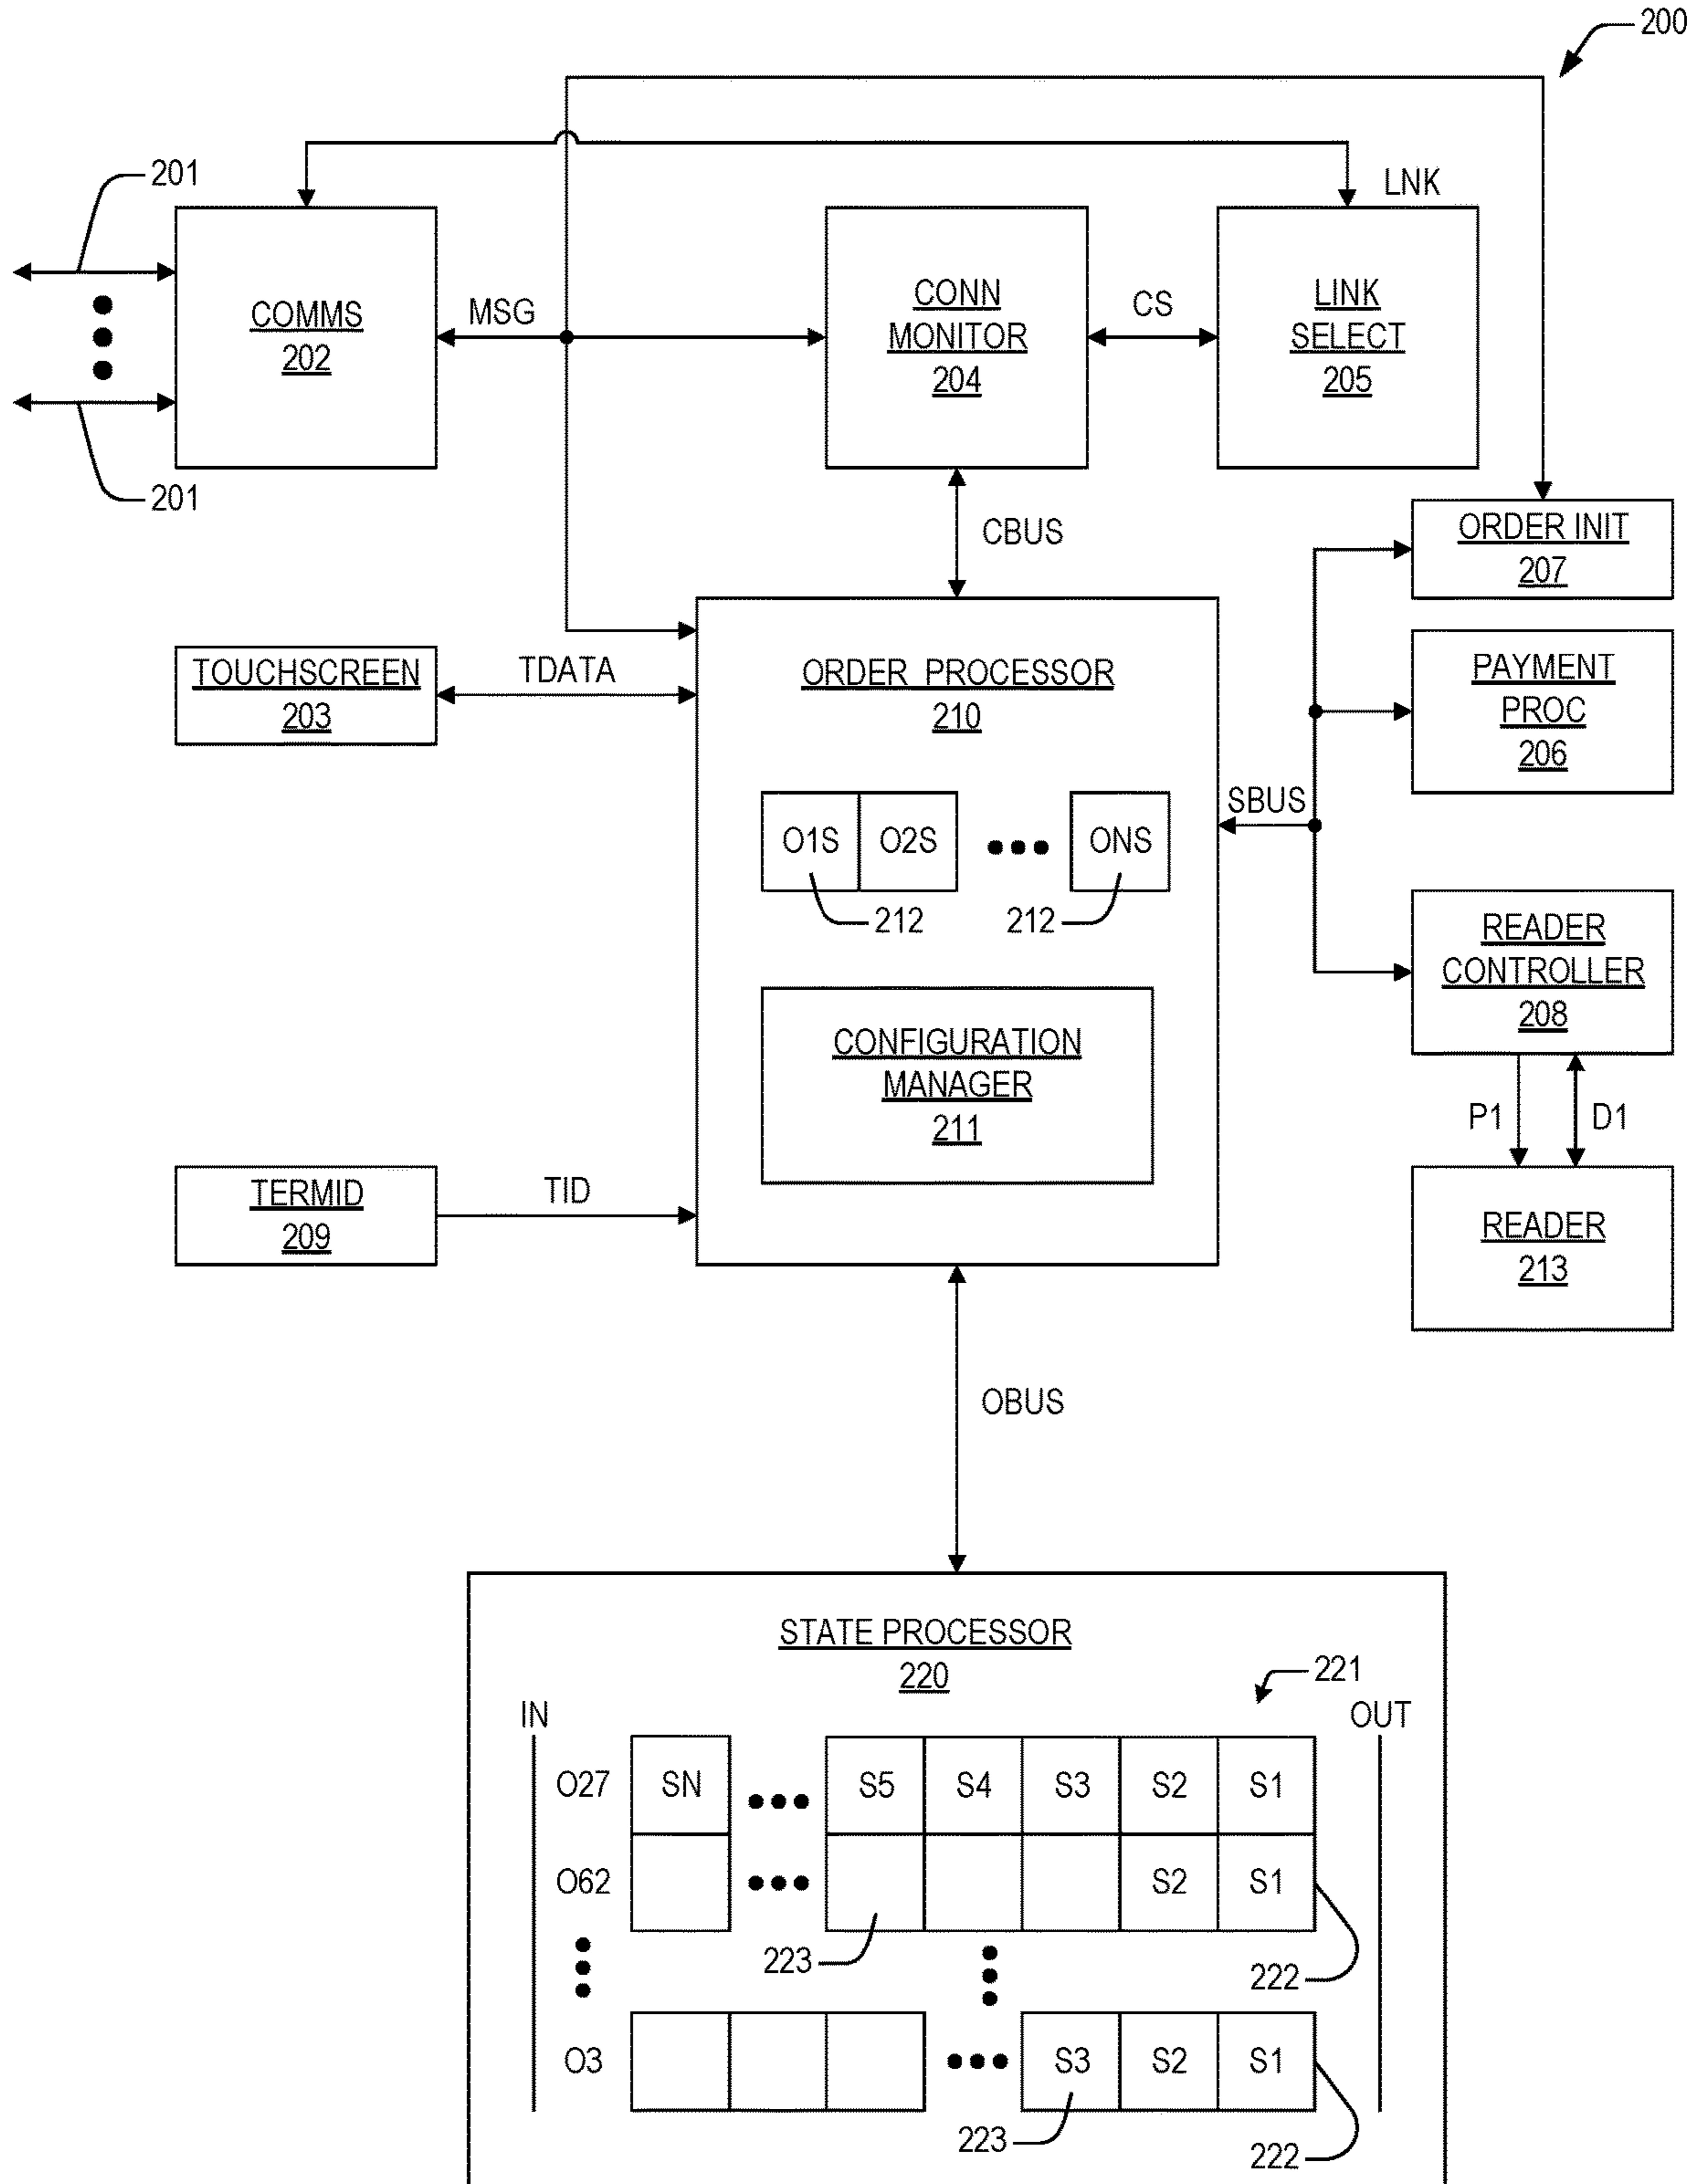 200
201
LNK
COMMS
202
MSG
CONN
MONITOR
204
CS
LINK
SELECT
205
201
CBUS
ORDER INIT
207
TOUCHSCREEN
203
TDATA
ORDER PROCESSOR
210
PAYMENT
PROC
206
SBUS
O1S O2S ONS
212 212
READER
CONTROLLER
208
CONFIGURATION
MANAGER
211
P1 D1
TERMID
209
TID
READER
213
OBUS
STATE PROCESSOR
220
221
IN OUT
O27 SN S5 S4 S3 S2 S1
O62 S2 S1
223 222
O3 S3 S2 S1
223 222